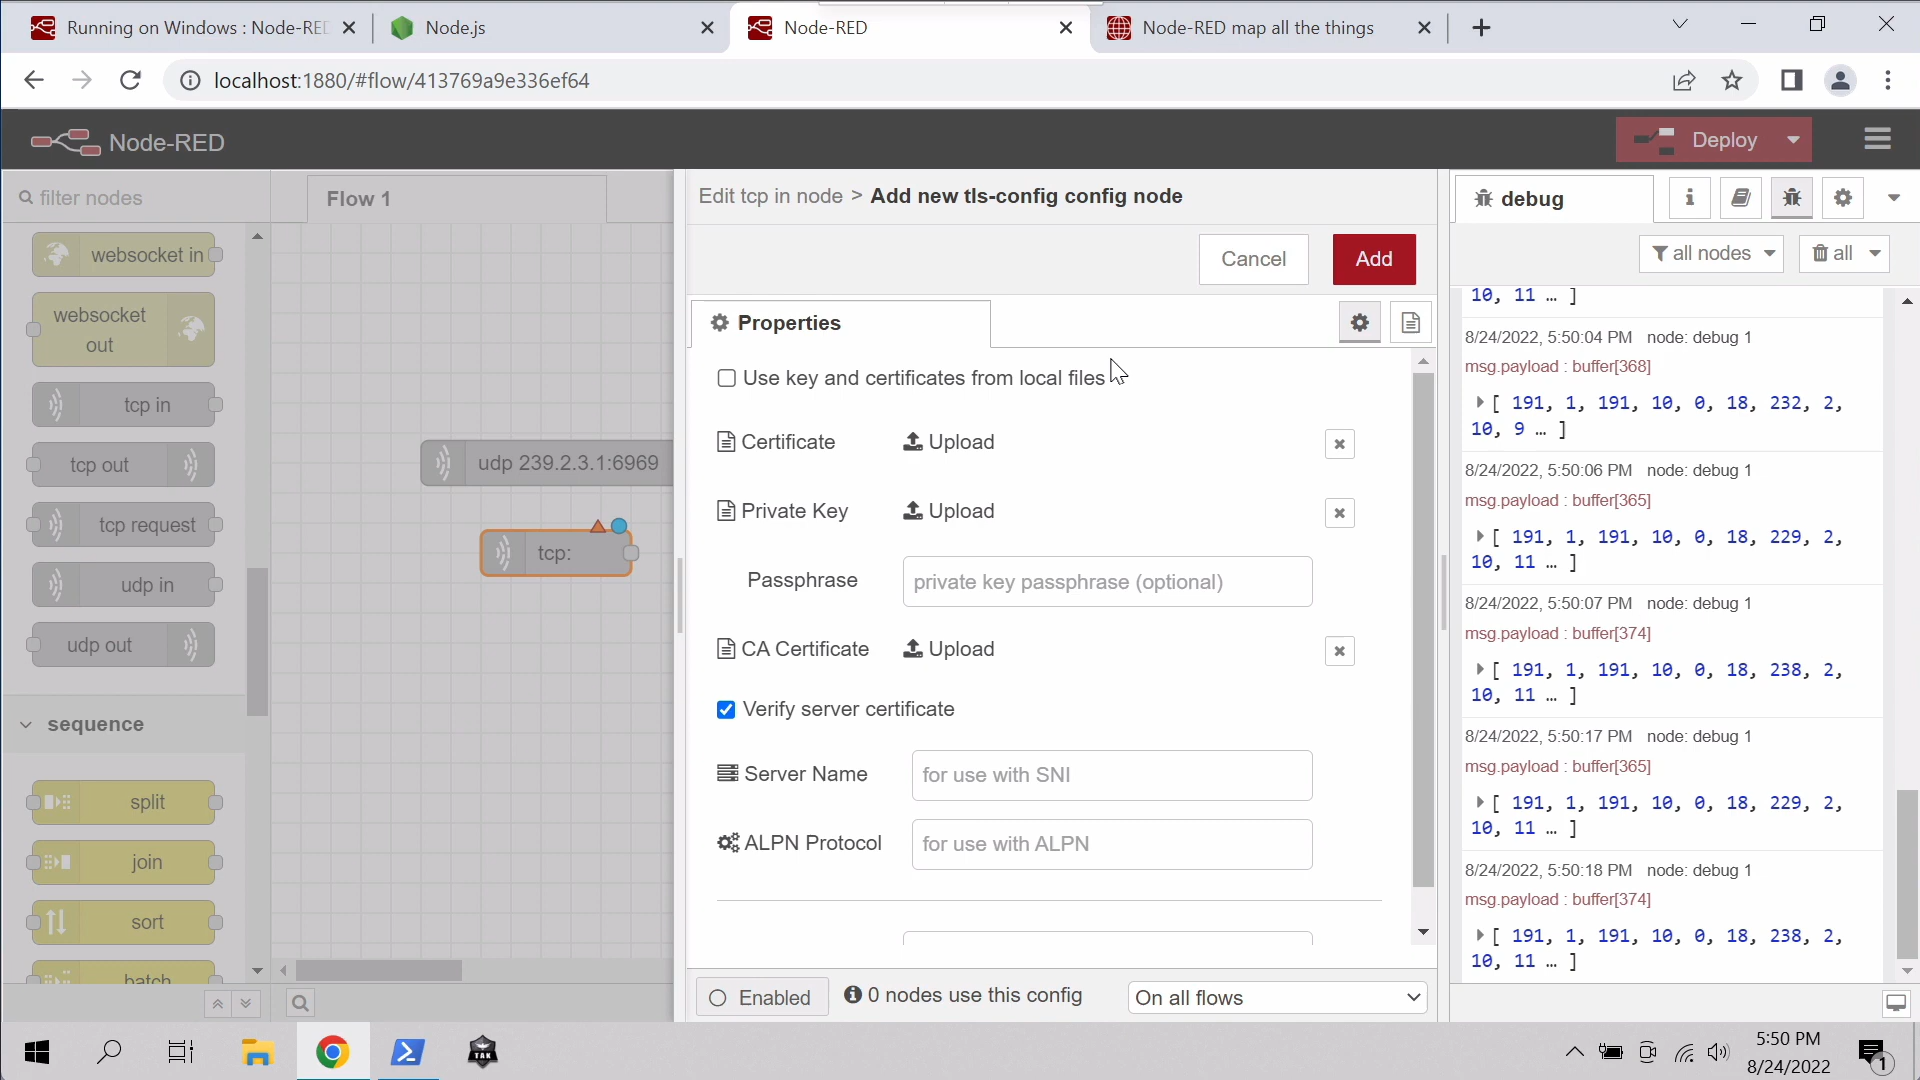 Running on Windows : Node-RE
Node.js
Node-RED
Node-RED map all the things
localhost:1880/#flow/413769a9e336ef64
Node-RED
Deploy
filter nodes
Flow 1
Edit tcp in node > Add new tls-config config node
debug
Cancel
Add
all nodes
all
websocket in
websocket
out
tcp in
tcp out
tcp request
udp in
udp out
sequence
split
join
sort
batch
udp 239.2.3.1:6969
tcp:
Properties
Use key and certificates from local files
Certificate
Upload
Private Key
Upload
Passphrase
private key passphrase (optional)
CA Certificate
Upload
Verify server certificate
Server Name
for use with SNI
ALPN Protocol
for use with ALPN
Enabled
0 nodes use this config
On all flows
10, 11 … ]
8/24/2022, 5:50:04 PM node: debug 1
msg.payload : buffer[368]
[ 191, 1, 191, 10, 0, 18, 232, 2,
10, 9 … ]
8/24/2022, 5:50:06 PM node: debug 1
msg.payload : buffer[365]
[ 191, 1, 191, 10, 0, 18, 229, 2,
10, 11 … ]
8/24/2022, 5:50:07 PM node: debug 1
msg.payload : buffer[374]
[ 191, 1, 191, 10, 0, 18, 238, 2,
10, 11 … ]
8/24/2022, 5:50:17 PM node: debug 1
msg.payload : buffer[365]
[ 191, 1, 191, 10, 0, 18, 229, 2,
10, 11 … ]
8/24/2022, 5:50:18 PM node: debug 1
msg.payload : buffer[374]
[ 191, 1, 191, 10, 0, 18, 238, 2,
10, 11 … ]
TAK
5:50 PM
8/24/2022
1